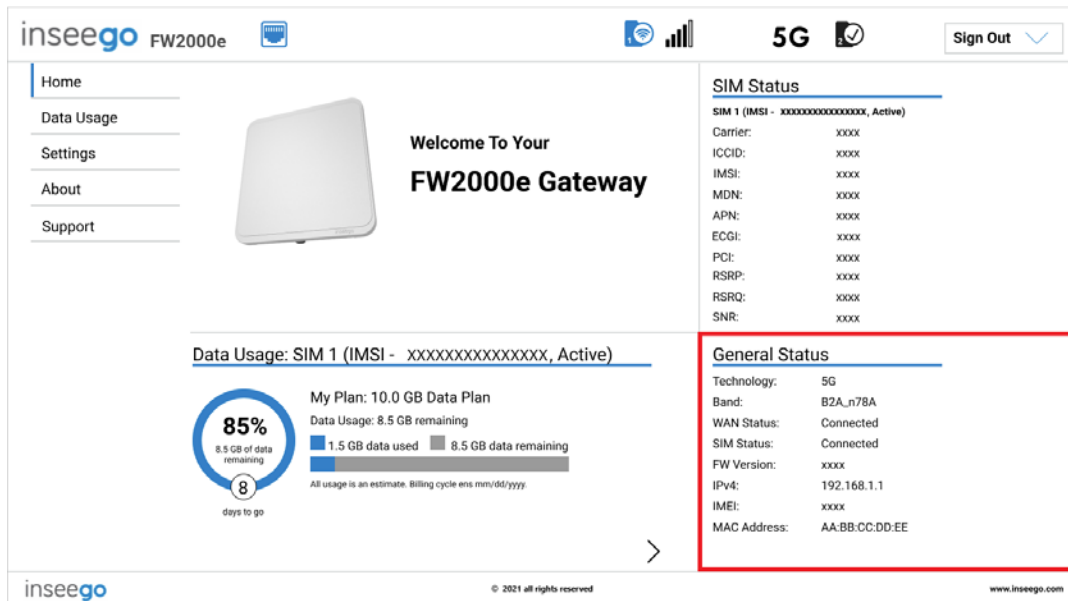 inseego FW2000e
1
5G
2
Sign Out
Home
Data Usage
Settings
About
Support
Welcome To Your
FW2000e Gateway
SIM Status
SIM 1 (IMSI - xxxxxxxxxxxxxxxx, Active)
Carrier: xxxx
ICCID: xxxx
IMSI: xxxx
MDN: xxxx
APN: xxxx
ECGI: xxxx
PCI: xxxx
RSRP: xxxx
RSRQ: xxxx
SNR: xxxx
Data Usage: SIM 1 (IMSI - XXXXXXXXXXXXXXX, Active)
85%
8.5 GB of data
remaining
8
days to go
My Plan: 10.0 GB Data Plan
Data Usage: 8.5 GB remaining
1.5 GB data used 8.5 GB data remaining
All usage is an estimate. Billing cycle ens mm/dd/yyyy.
General Status
Technology: 5G
Band: B2A_n78A
WAN Status: Connected
SIM Status: Connected
FW Version: xxxx
IPv4: 192.168.1.1
IMEI: xxxx
MAC Address: AA:BB:CC:DD:EE
inseego
© 2021 all rights reserved
www.inseego.com